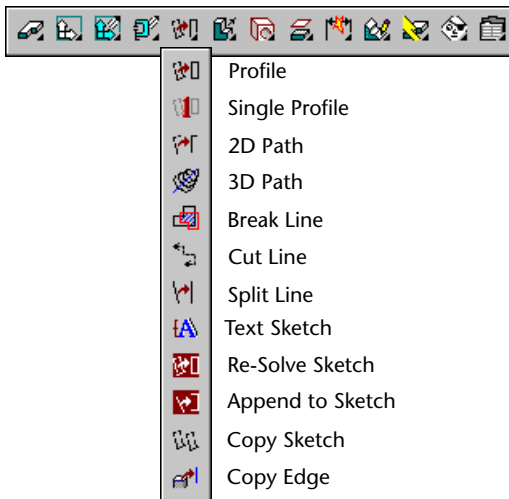 Profile
Single Profile
2D Path
3D Path
Break Line
Cut Line
Split Line
Text Sketch
Re-Solve Sketch
Append to Sketch
Copy Sketch
Copy Edge